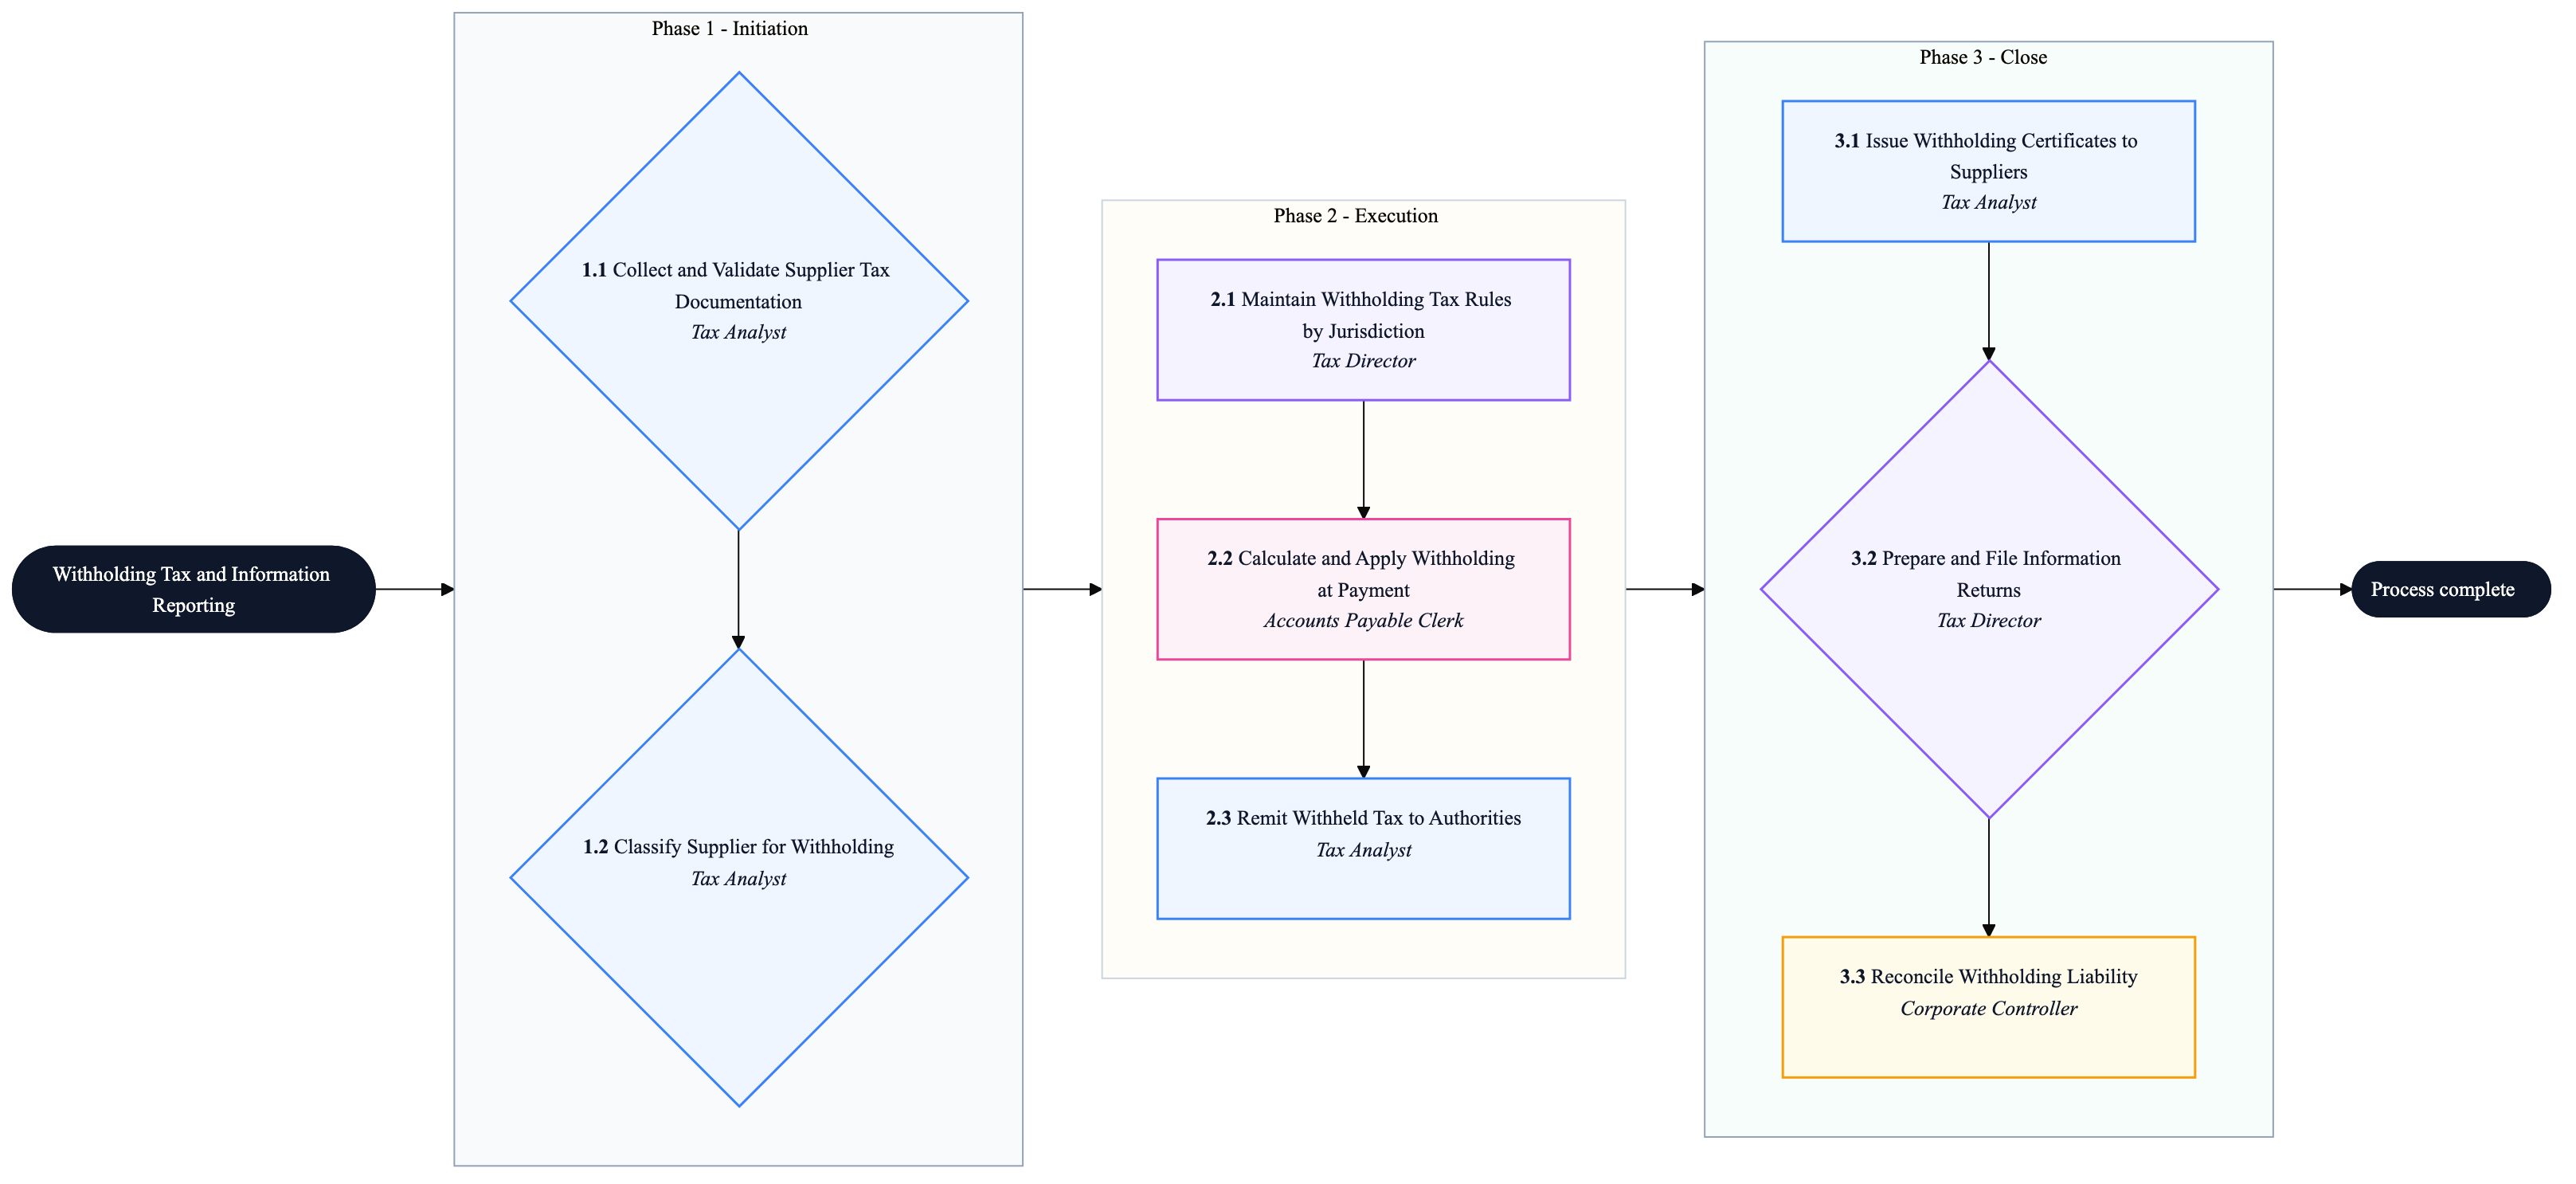 Withholding Tax and Information
Reporting
Phase 1 - Initiation
1.1 Collect and Validate Supplier Tax
Documentation
Tax Analyst
1.2 Classify Supplier for Withholding
Tax Analyst
Phase 2 - Execution
2.1 Maintain Withholding Tax Rules
by Jurisdiction
Tax Director
2.2 Calculate and Apply Withholding
at Payment
Accounts Payable Clerk
2.3 Remit Withheld Tax to Authorities
Tax Analyst
Phase 3 - Close
3.1 Issue Withholding Certificates to
Suppliers
Tax Analyst
3.2 Prepare and File Information
Returns
Tax Director
3.3 Reconcile Withholding Liability
Corporate Controller
Process complete